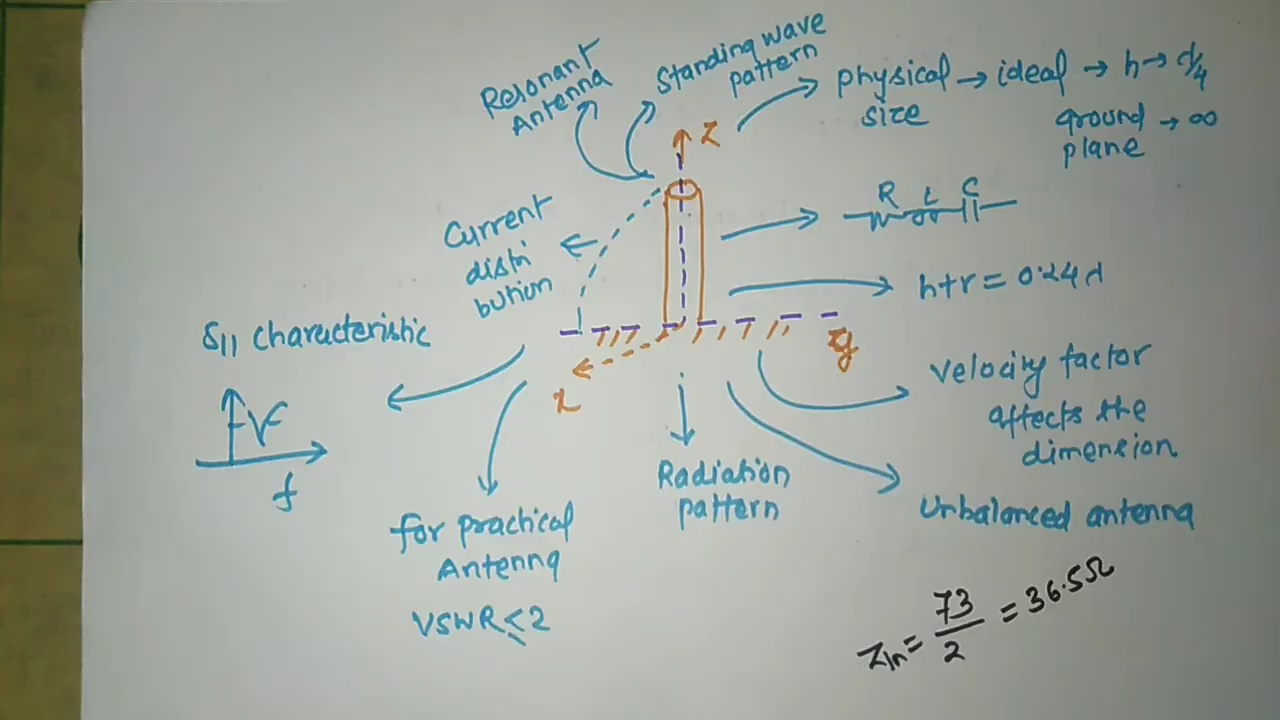 Resonant
Antenna
Standing wave
pattern
physical → ideal → h → λ/4
size
ground → ∞
plane
z
R L C
Current
distri
bution
h+r = 0.24λ
S11 characteristic
y
x
velocity factor
affects the
dimension
f
Radiation
pattern
Unbalanced antenna
for practical
Antenna
VSWR ≤ 2
Zin = 73/2 = 36.5Ω